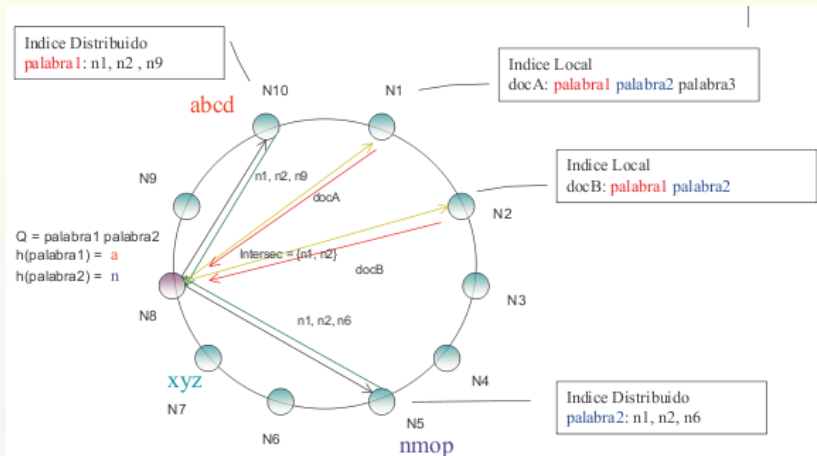 Indice Distribuido
palabra1: n1, n2 , n9
Indice Local
docA: palabra1 palabra2 palabra3
N10
N1
abcd
N9
n1, n2, n9
docA
Indice Local
docB: palabra1 palabra2
N2
Q = palabra1 palabra2
h(palabra1) = a
h(palabra2) = n
Intersec = {n1, n2}
docB
N3
N8
n1, n2, n6
N4
xyz
N7
Indice Distribuido
palabra2: n1, n2, n6
N6
N5
nmop